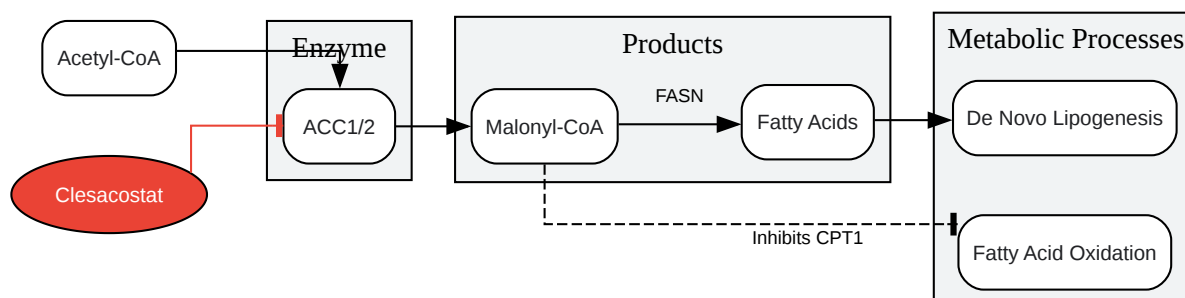 Enzyme
Products
Metabolic Processes
Acetyl-CoA
FASN
ACC1/2
Malonyl-CoA
Fatty Acids
De Novo Lipogenesis
Clesacostat
Inhibits CPT1
Fatty Acid Oxidation